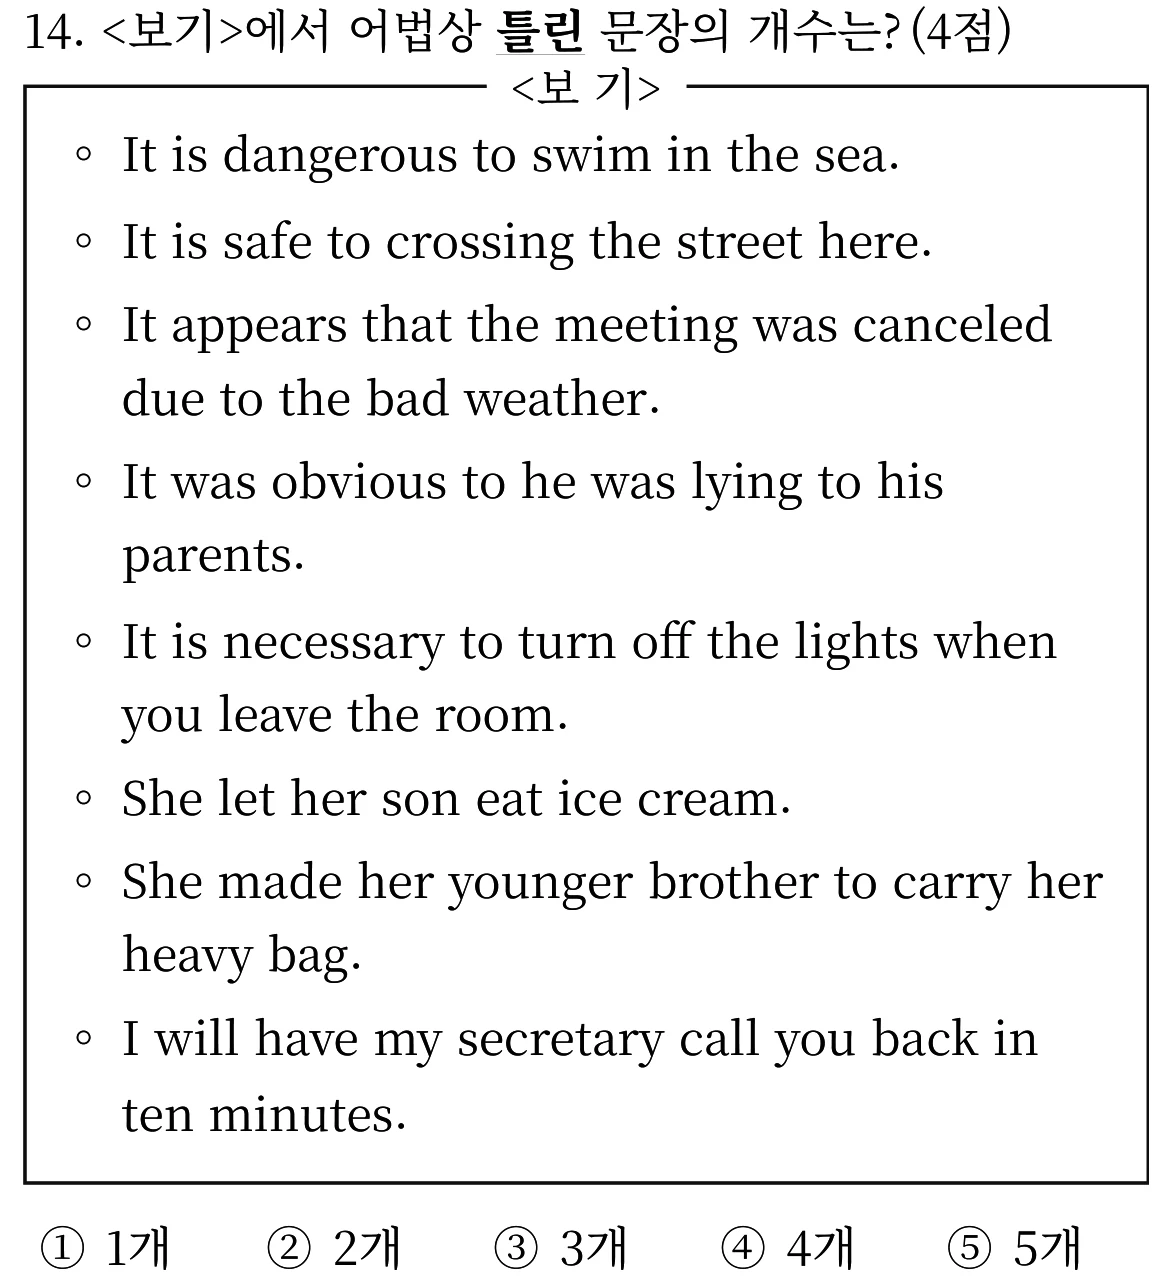 14. <보기>에서 어법상 틀린 문장의 개수는?(4점)
<보 기>
◦ It is dangerous to swim in the sea.
◦ It is safe to crossing the street here.
◦ It appears that the meeting was canceled
due to the bad weather.
◦ It was obvious to he was lying to his
parents.
◦ It is necessary to turn off the lights when
you leave the room.
◦ She let her son eat ice cream.
◦ She made her younger brother to carry her
heavy bag.
◦ I will have my secretary call you back in
ten minutes.
① 1개 ② 2개 ③ 3개 ④ 4개 ⑤ 5개